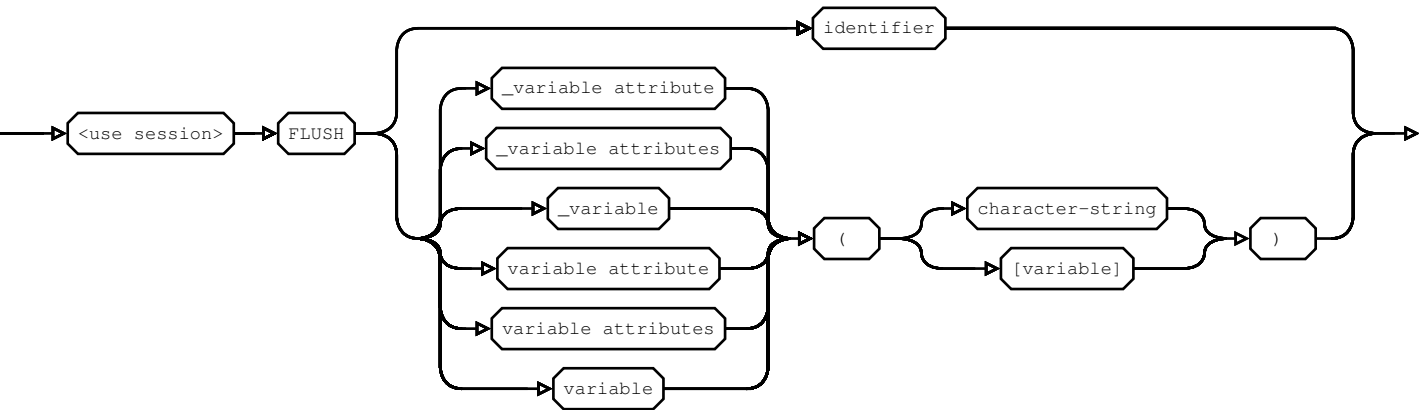 identifier
_variable attribute
<use session> FLUSH
_variable attributes
_variable
character-string
( )
variable attribute
[variable]
variable attributes
variable